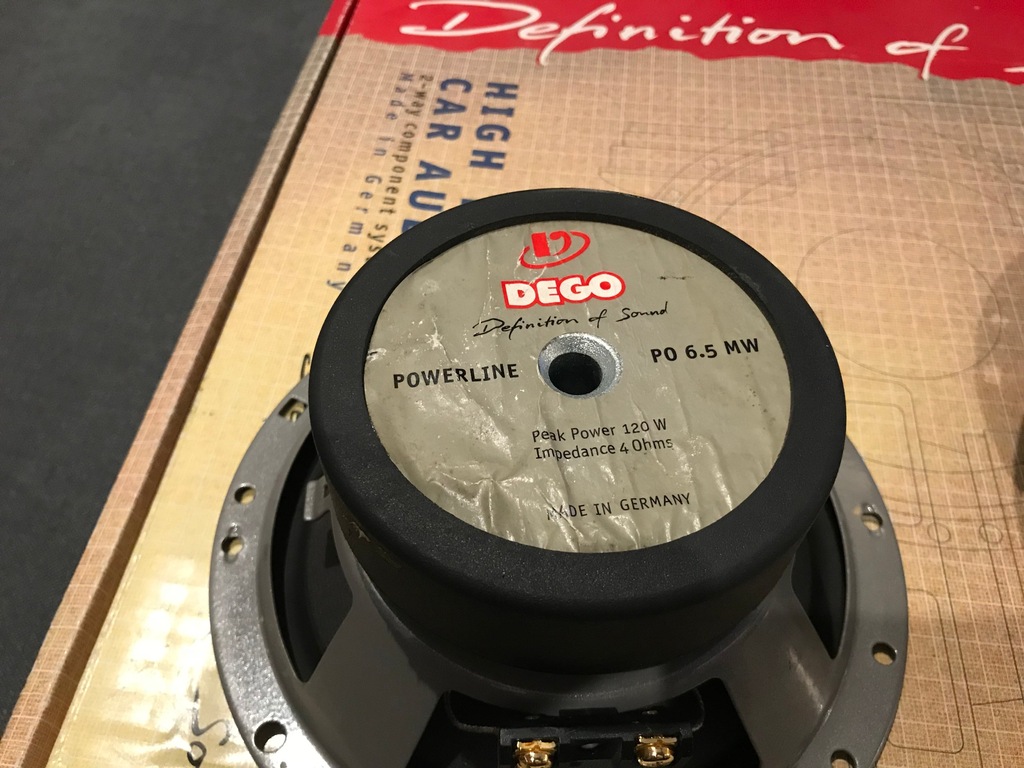 Definition of
HIGH
CAR AUD
2-way component sys
Made in Germany
DEGO
Definition of Sound
POWERLINE
PO 6.5 MW
Peak Power 120 W
Impedance 4 Ohms
MADE IN GERMANY